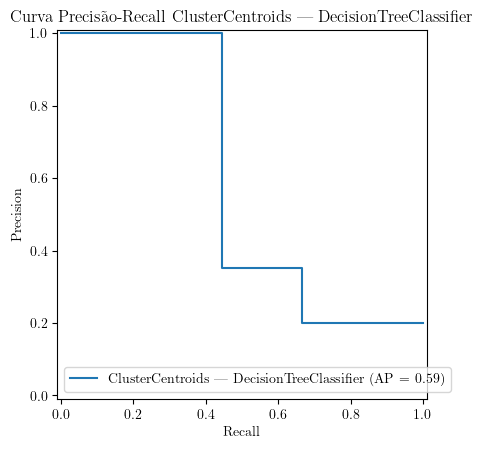 Curva Precisão-Recall ClusterCentroids — DecisionTreeClassifier
1.0
0.8
0.6
0.4
0.2
0.0
Precision
ClusterCentroids — DecisionTreeClassifier (AP = 0.59)
0.0 0.2 0.4 0.6 0.8 1.0
Recall